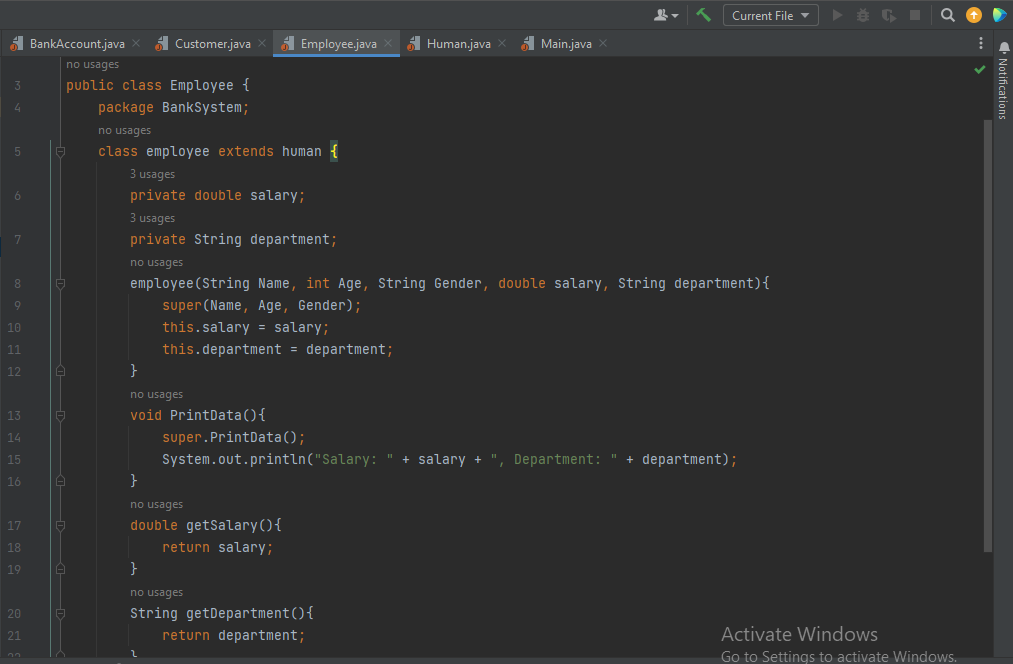 Current File
BankAccount.java
Customer.java
Employee.java
Human.java
Main.java
Notifications
no usages
3 public class Employee {
4 package BankSystem;
no usages
5 class employee extends human {
3 usages
6 private double salary;
3 usages
7 private String department;
no usages
8 employee(String Name, int Age, String Gender, double salary, String department){
9 super(Name, Age, Gender);
10 this.salary = salary;
11 this.department = department;
12 }
no usages
13 void PrintData(){
14 super.PrintData();
15 System.out.println("Salary: " + salary + ", Department: " + department);
16 }
no usages
17 double getSalary(){
18 return salary;
19 }
no usages
20 String getDepartment(){
21 return department;
22 }
Activate Windows
Go to Settings to activate Windows.